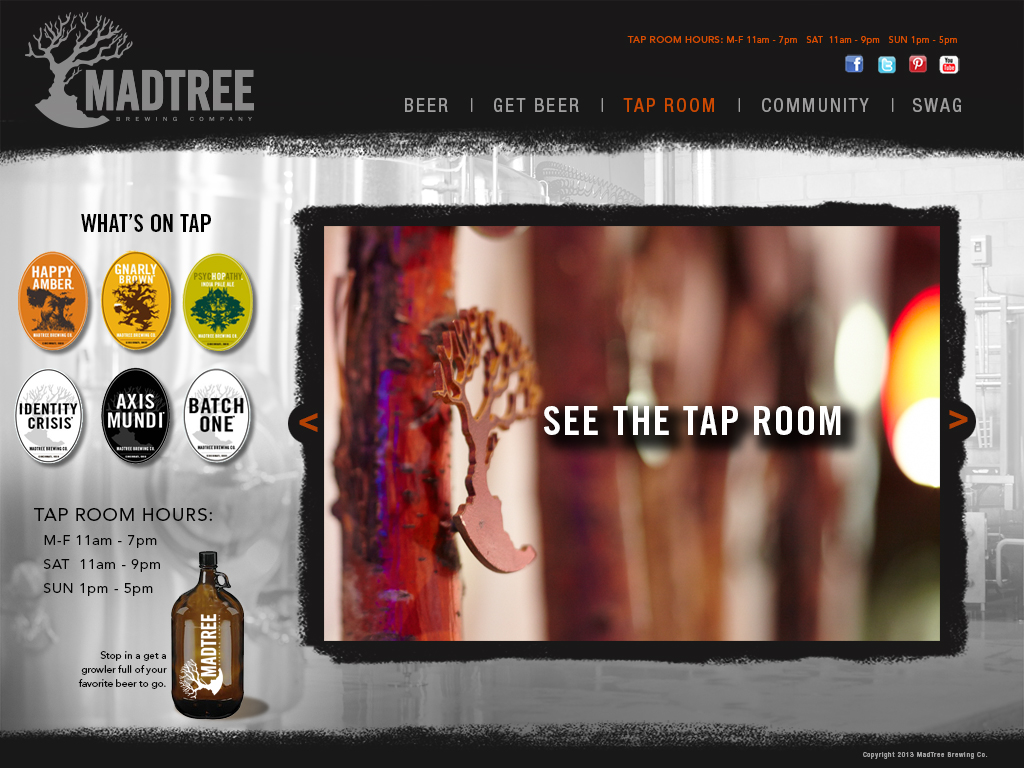 TAP ROOM HOURS: M-F 11am - 7pm SAT 11am - 9pm SUN 1pm - 5pm
MADTREE
BREWING COMPANY
You
Tube
BEER | GET BEER | TAP ROOM | COMMUNITY | SWAG
WHAT'S ON TAP
HAPPY
AMBER
MADTREE BREWING CO.
GNARLY
BROWN
MADTREE BREWING CO.
PSYCHOPATHY
INDIA PALE ALE
MADTREE BREWING CO.
IDENTITY
CRISIS
MADTREE BREWING CO.
AXIS
MUNDI
MADTREE BREWING CO.
BATCH
ONE
MADTREE BREWING CO.
<
SEE THE TAP ROOM
>
TAP ROOM HOURS:
M-F 11am - 7pm
SAT 11am - 9pm
SUN 1pm - 5pm
Stop in a get a
growler full of your
favorite beer to go.
MADTREE
Copyright 2013 MadTree Brewing Co.